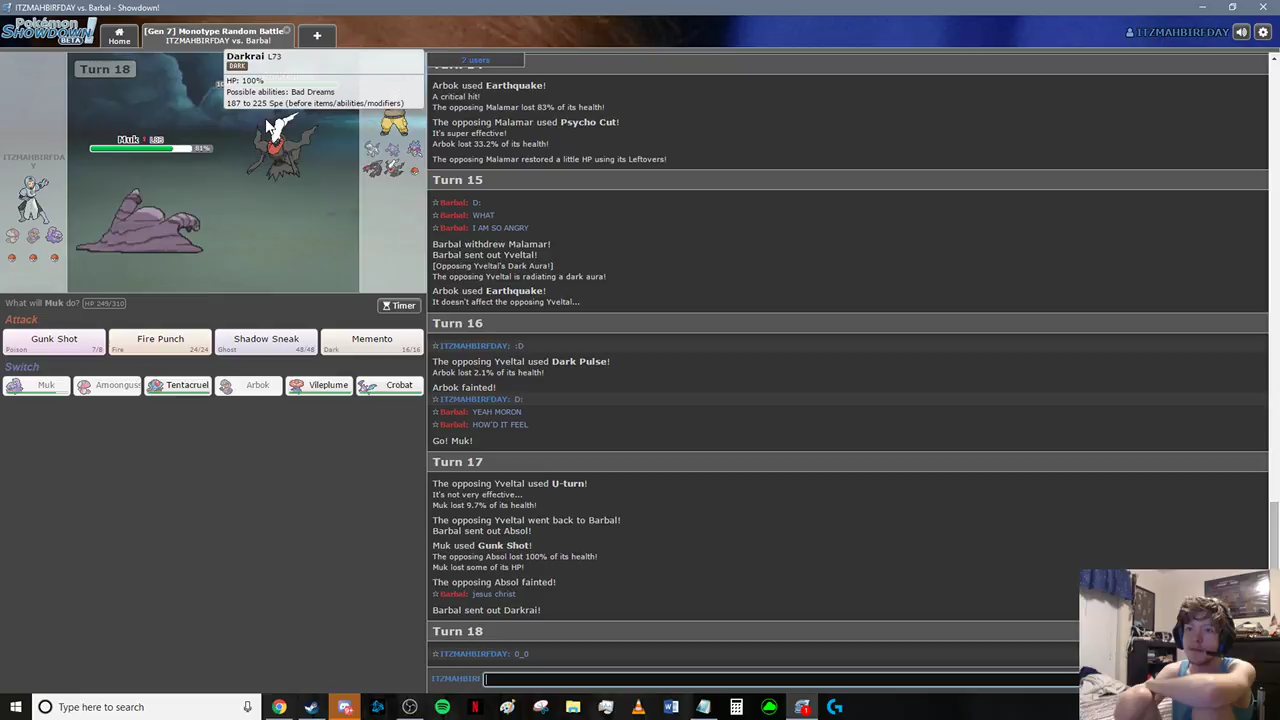 ITZMAHBIRFDAY vs. Barbal - Showdown!
Pokémon
SHOWDOWN!
BETA
Home
[Gen 7] Monotype Random Battle
ITZMAHBIRFDAY vs. Barbal
ITZMAHBIRFDAY
Turn 18
Darkrai L73
DARK
HP: 100%
Possible abilities: Bad Dreams
187 to 225 Spe (before items/abilities/modifiers)
Muk
81%
ITZMAHBIRFDA
Y
What will Muk do? HP 249/310
Timer
Attack
Gunk Shot
Poison 7/8
Fire Punch
Fire 24/24
Shadow Sneak
Ghost 48/48
Memento
Dark 16/16
Switch
Muk
Amoonguss
Tentacruel
Arbok
Vileplume
Crobat
2 users
Arbok used Earthquake!
A critical hit!
The opposing Malamar lost 83% of its health!
The opposing Malamar used Psycho Cut!
It's super effective!
Arbok lost 33.2% of its health!
The opposing Malamar restored a little HP using its Leftovers!
Turn 15
☆Barbal: D:
☆Barbal: WHAT
☆Barbal: I AM SO ANGRY
Barbal withdrew Malamar!
Barbal sent out Yveltal!
[Opposing Yveltal's Dark Aura!]
The opposing Yveltal is radiating a dark aura!
Arbok used Earthquake!
It doesn't affect the opposing Yveltal...
Turn 16
☆ITZMAHBIRFDAY: :D
The opposing Yveltal used Dark Pulse!
Arbok lost 2.1% of its health!
Arbok fainted!
☆ITZMAHBIRFDAY: D:
☆Barbal: YEAH MORON
☆Barbal: HOW'D IT FEEL
Go! Muk!
Turn 17
The opposing Yveltal used U-turn!
It's not very effective...
Muk lost 9.7% of its health!
The opposing Yveltal went back to Barbal!
Barbal sent out Absol!
Muk used Gunk Shot!
The opposing Absol lost 100% of its health!
Muk lost some of its HP!
The opposing Absol fainted!
☆Barbal: jesus christ
Barbal sent out Darkrai!
Turn 18
☆ITZMAHBIRFDAY: 0_0
ITZMAHBIRF
Type here to search